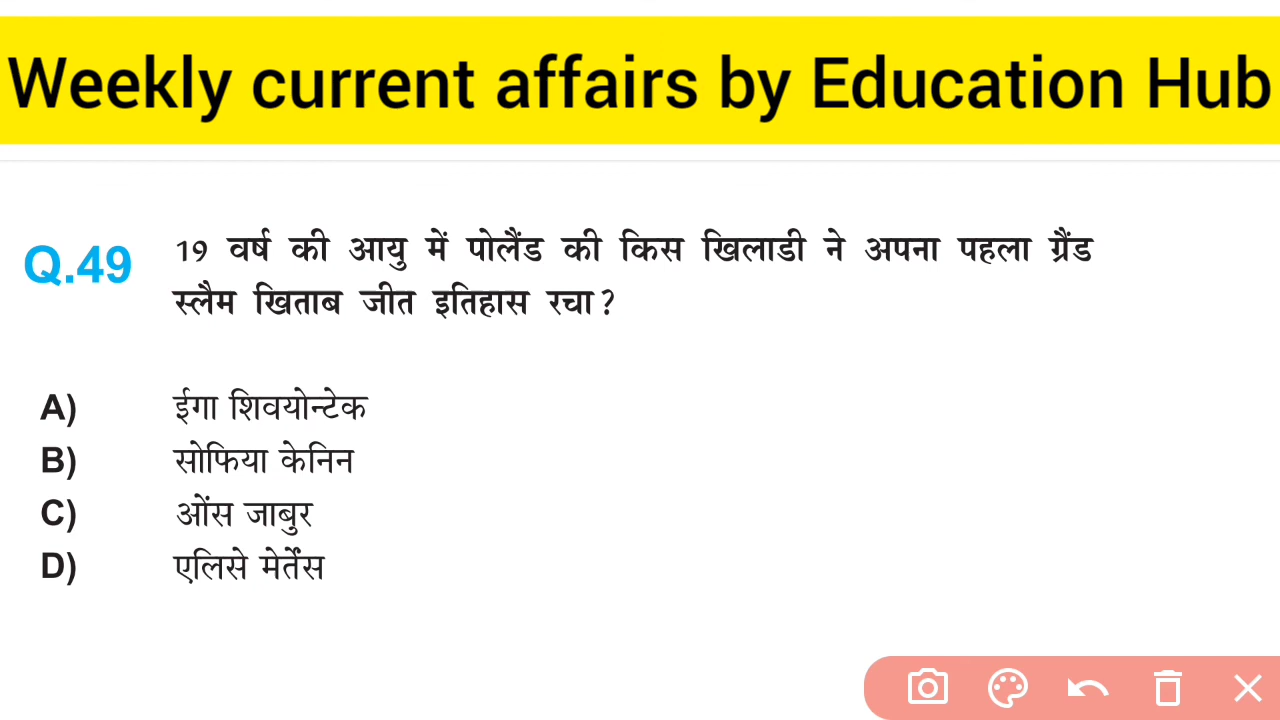 Weekly current affairs by Education Hub
Q.49 19 वर्ष की आयु में पोलैंड की किस खिलाडी ने अपना पहला ग्रैंड
स्लैम खिताब जीत इतिहास रचा?
A) ईगा शिवयोन्टेक
B) सोफिया केनिन
C) ओंस जाबुर
D) एलिसे मेर्तेंस